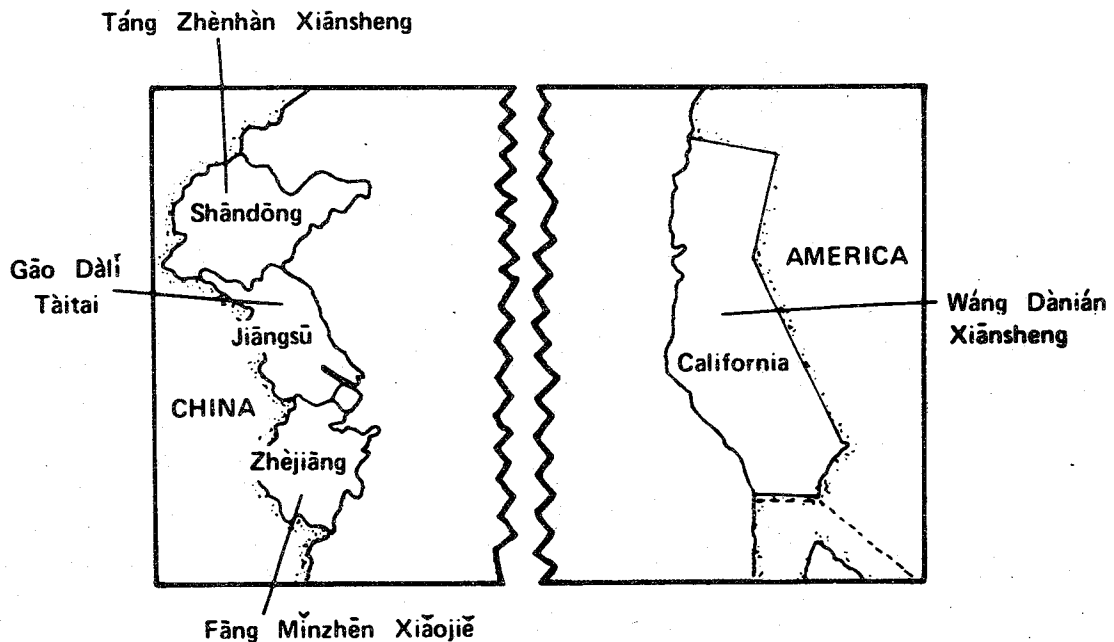 Táng Zhènhàn Xiānsheng
Shāndōng
Gāo Dàlǐ
Tàitai
Jiāngsū
CHINA
Zhèjiāng
Fāng Mǐnzhēn Xiǎojiě
AMERICA
Wáng Dànián
Xiānsheng
California